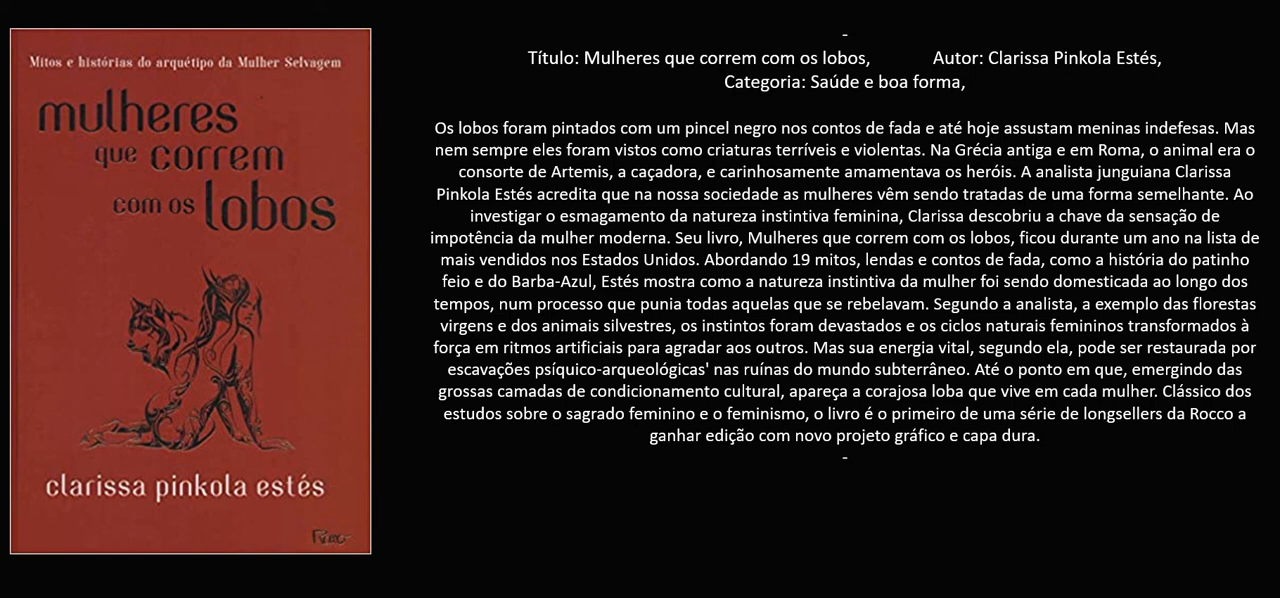 Mitos e histórias do arquétipo da Mulher Selvagem
mulheres
que correm
com os lobos
clarissa pinkola estés
Rocco
-
Título: Mulheres que correm com os lobos, Autor: Clarissa Pinkola Estés,
Categoria: Saúde e boa forma,
Os lobos foram pintados com um pincel negro nos contos de fada e até hoje assustam meninas indefesas. Mas
nem sempre eles foram vistos como criaturas terríveis e violentas. Na Grécia antiga e em Roma, o animal era o
consorte de Artemis, a caçadora, e carinhosamente amamentava os heróis. A analista junguiana Clarissa
Pinkola Estés acredita que na nossa sociedade as mulheres vêm sendo tratadas de uma forma semelhante. Ao
investigar o esmagamento da natureza instintiva feminina, Clarissa descobriu a chave da sensação de
impotência da mulher moderna. Seu livro, Mulheres que correm com os lobos, ficou durante um ano na lista de
mais vendidos nos Estados Unidos. Abordando 19 mitos, lendas e contos de fada, como a história do patinho
feio e do Barba-Azul, Estés mostra como a natureza instintiva da mulher foi sendo domesticada ao longo dos
tempos, num processo que punia todas aquelas que se rebelavam. Segundo a analista, a exemplo das florestas
virgens e dos animais silvestres, os instintos foram devastados e os ciclos naturais femininos transformados à
força em ritmos artificiais para agradar aos outros. Mas sua energia vital, segundo ela, pode ser restaurada por
escavações psíquico-arqueológicas' nas ruínas do mundo subterrâneo. Até o ponto em que, emergindo das
grossas camadas de condicionamento cultural, apareça a corajosa loba que vive em cada mulher. Clássico dos
estudos sobre o sagrado feminino e o feminismo, o livro é o primeiro de uma série de longsellers da Rocco a
ganhar edição com novo projeto gráfico e capa dura.
-